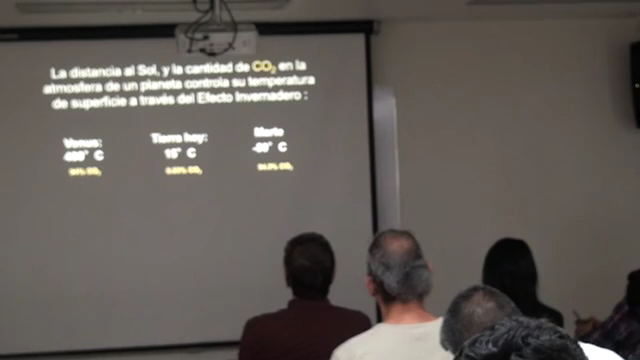 La distancia al Sol, y la cantidad de CO₂ en la
atmosfera de un planeta controla su temperatura
de superficie a través del Efecto Invernadero :
Venus: Tierra hoy: Marte
15° C